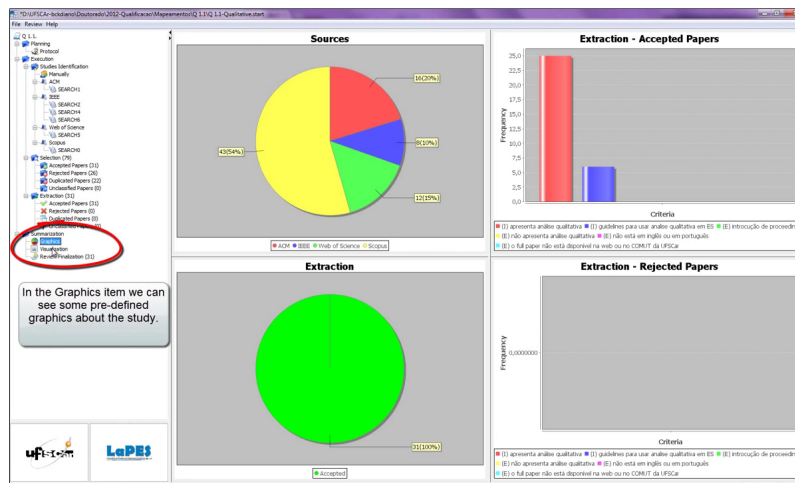 *D:\UFSCAr-bckdiario\Doutorado\2012-Qualificacao\Mapeamentos\Q 1.1\Q 1.1-Qualitative.start
File Review Help
Q 1.1.
Planning
Protocol
Execution
Studies Identification
Manually
ACM
SEARCH1
IEEE
SEARCH2
SEARCH4
SEARCH6
Web of Science
SEARCH5
Scopus
SEARCH0
Selection (79)
Accepted Papers (31)
Rejected Papers (26)
Duplicated Papers (22)
Unclassified Papers (0)
Extraction (31)
Accepted Papers (31)
Rejected Papers (0)
Duplicated Papers (0)
Unclassified Papers (0)
Summarization
Graphics
Visualization
Review Finalization (31)
In the Graphics item we can
see some pre-defined
graphics about the study.
ufscar
LaPES
Sources
16(20%)
8(10%)
12(15%)
43(54%)
ACM IEEE Web of Science Scopus
Extraction - Accepted Papers
Frequency
25,0
22,5
20,0
17,5
15,0
12,5
10,0
7,5
5,0
2,5
0,0
Criteria
(I) apresenta análise qualitativa (I) guidelines para usar analise qualitativa em ES (E) introcução de proceedin
(E) não apresenta análise qualitativa (E) não está em inglês ou em português
(E) o full paper não está disponivel na web ou no COMUT da UFSCar
Extraction
31(100%)
Accepted
Extraction - Rejected Papers
Frequency
0,0000000
Criteria
(I) apresenta análise qualitativa (I) guidelines para usar analise qualitativa em ES (E) introcução de proceedin
(E) não apresenta análise qualitativa (E) não está em inglês ou em português
(E) o full paper não está disponivel na web ou no COMUT da UFSCar